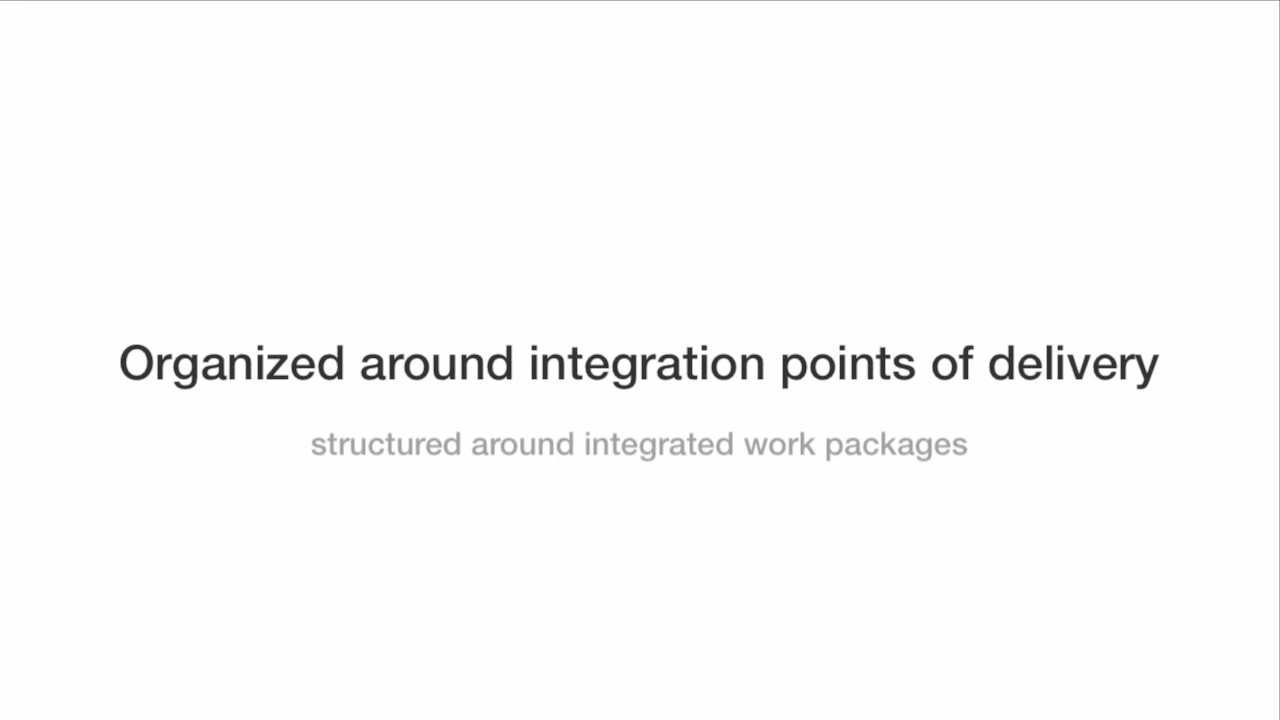 Organized around integration points of delivery
structured around integrated work packages